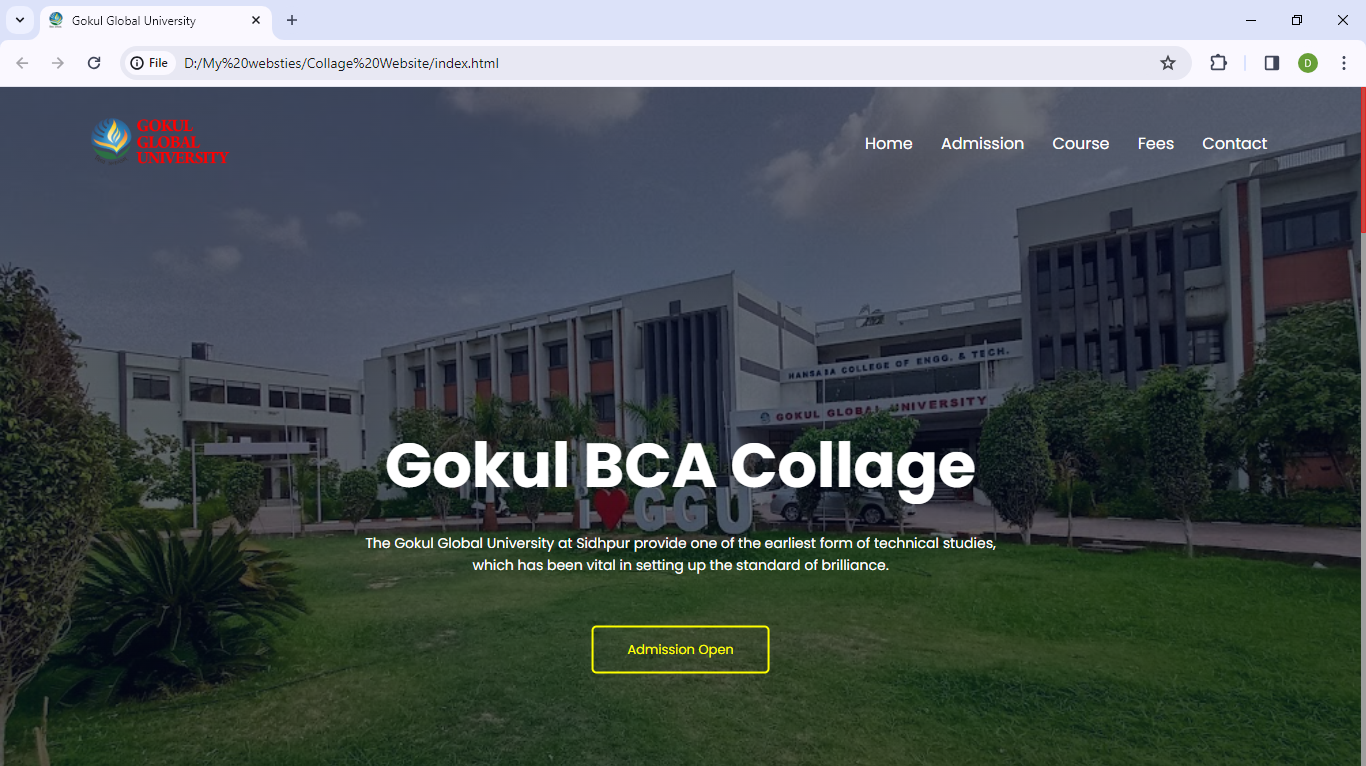 Gokul Global University
File
D:/My%20websties/Collage%20Website/index.html
D
GOKUL
GLOBAL
UNIVERSITY
Home Admission Course Fees Contact
HANSABA COLLEGE OF ENGG. & TECH.
GOKUL GLOBAL UNIVERSITY
Gokul BCA Collage
i GGU
The Gokul Global University at Sidhpur provide one of the earliest form of technical studies,
which has been vital in setting up the standard of brilliance.
Admission Open